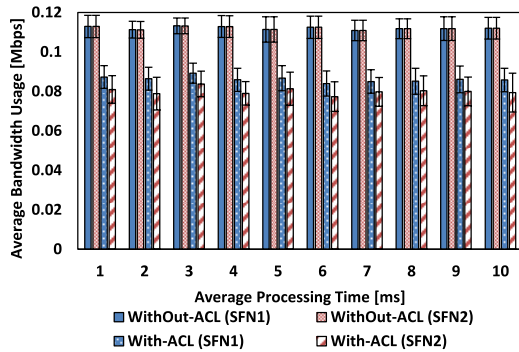 Average Bandwidth Usage [Mbps]
0.12
0.1
0.08
0.06
0.04
0.02
0
1 2 3 4 5 6 7 8 9 10
Average Processing Time [ms]
WithOut-ACL (SFN1) WithOut-ACL (SFN2)
With-ACL (SFN1) With-ACL (SFN2)